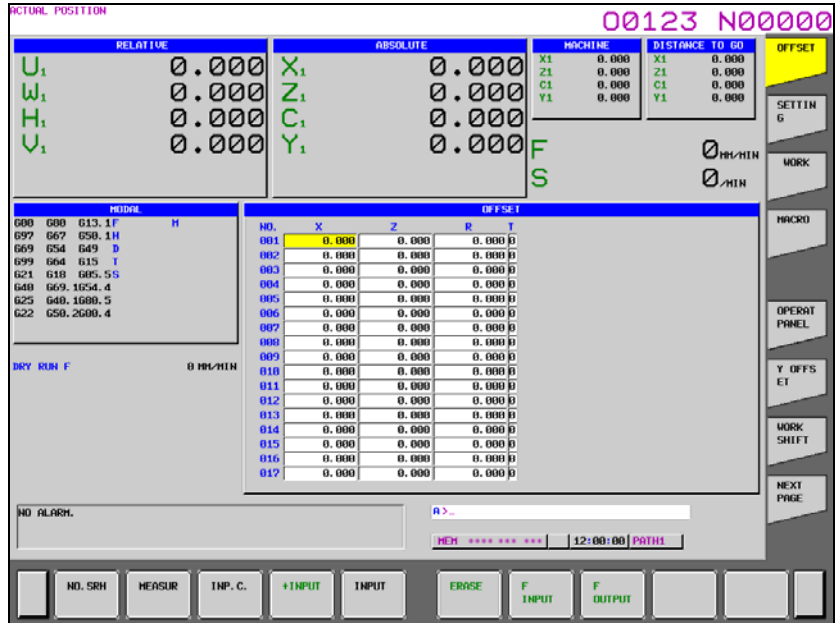 ACTUAL POSITION
O0123 N00000
RELATIVE
U1 0.000
W1 0.000
H1 0.000
V1 0.000
ABSOLUTE
X1 0.000
Z1 0.000
C1 0.000
Y1 0.000
MACHINE
X1 0.000
Z1 0.000
C1 0.000
Y1 0.000
DISTANCE TO GO
X1 0.000
Z1 0.000
C1 0.000
Y1 0.000
F 0 MM/MIN
S 0 /MIN
MODAL
G00 G80 G13.1 F M
G97 G67 G50.1 H
G69 G54 G49 D
G99 G64 G15 T
G21 G18 G05.5 S
G40 G69.1 G54.4
G25 G40.1 G80.5
G22 G50.2 G08.4
DRY RUN F 0 MM/MIN
OFFSET
NO. X Z R T
001 0.000 0.000 0.000 0
002 0.000 0.000 0.000 0
003 0.000 0.000 0.000 0
004 0.000 0.000 0.000 0
005 0.000 0.000 0.000 0
006 0.000 0.000 0.000 0
007 0.000 0.000 0.000 0
008 0.000 0.000 0.000 0
009 0.000 0.000 0.000 0
010 0.000 0.000 0.000 0
011 0.000 0.000 0.000 0
012 0.000 0.000 0.000 0
013 0.000 0.000 0.000 0
014 0.000 0.000 0.000 0
015 0.000 0.000 0.000 0
016 0.000 0.000 0.000 0
017 0.000 0.000 0.000 0
OFFSET
SETTIN
G
WORK
MACRO
OPERAT
PANEL
Y OFFS
ET
WORK
SHIFT
NEXT
PAGE
NO ALARM.
A>_
MEM **** *** *** 12:00:00 PATH1
NO. SRH
MEASUR
INP. C.
+INPUT
INPUT
ERASE
F
INPUT
F
OUTPUT